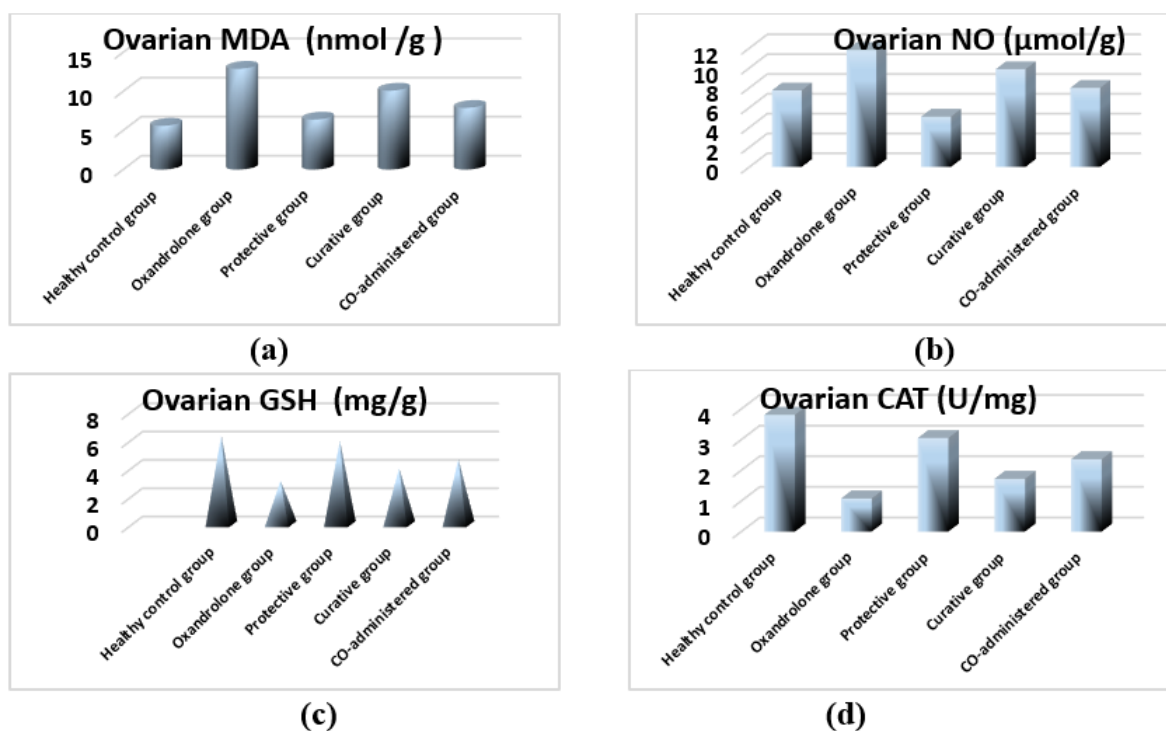 Ovarian MDA (nmol /g )
15
10
5
0
Healthy control group
Oxandrolone group
Protective group
Curative group
CO-administered group
(a)
Ovarian NO (µmol/g)
12
10
8
6
4
2
0
Healthy control group
Oxandrolone group
Protective group
Curative group
CO-administered group
(b)
Ovarian GSH (mg/g)
8
6
4
2
0
Healthy control group
Oxandrolone group
Protective group
Curative group
CO-administered group
(c)
Ovarian CAT (U/mg)
4
3
2
1
0
Healthy control group
Oxandrolone group
Protective group
Curative group
CO-administered group
(d)